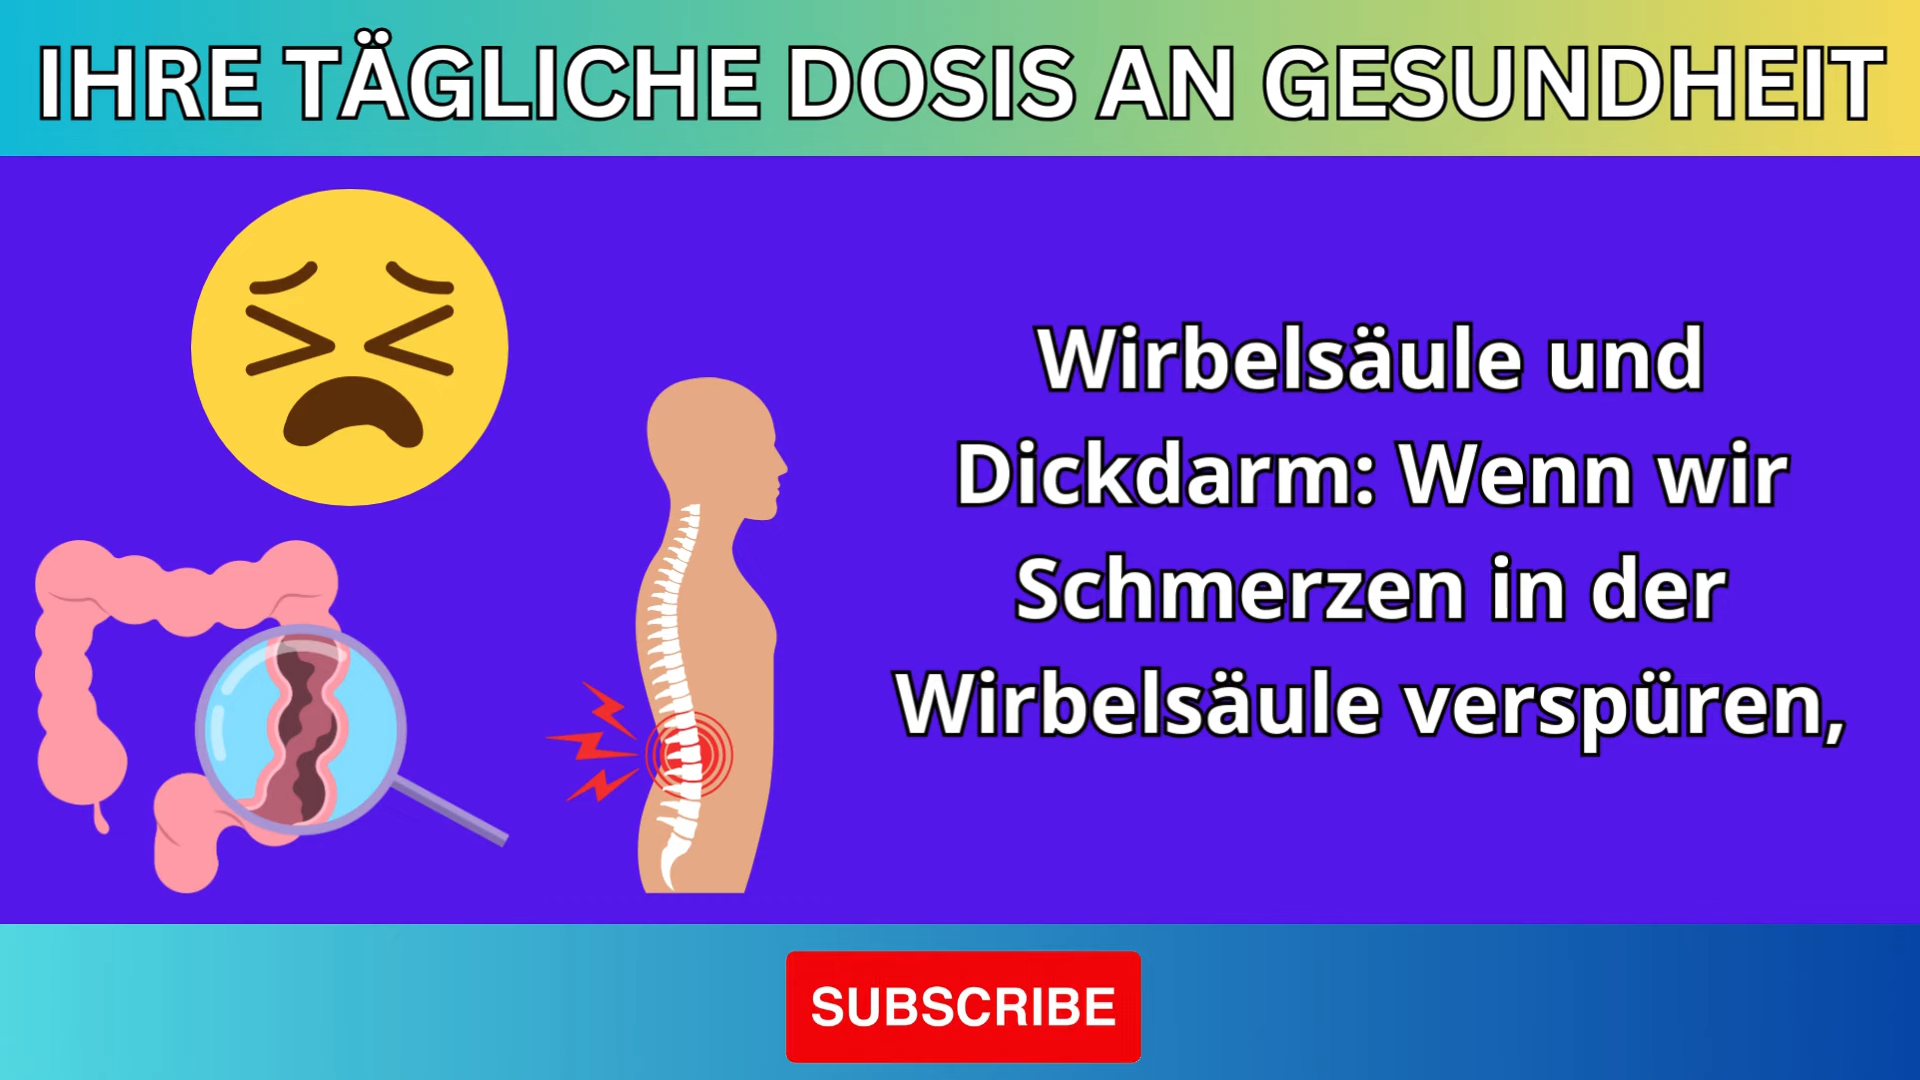 IHRE TÄGLICHE DOSIS AN GESUNDHEIT
Wirbelsäule und
Dickdarm: Wenn wir
Schmerzen in der
Wirbelsäule verspüren,
SUBSCRIBE